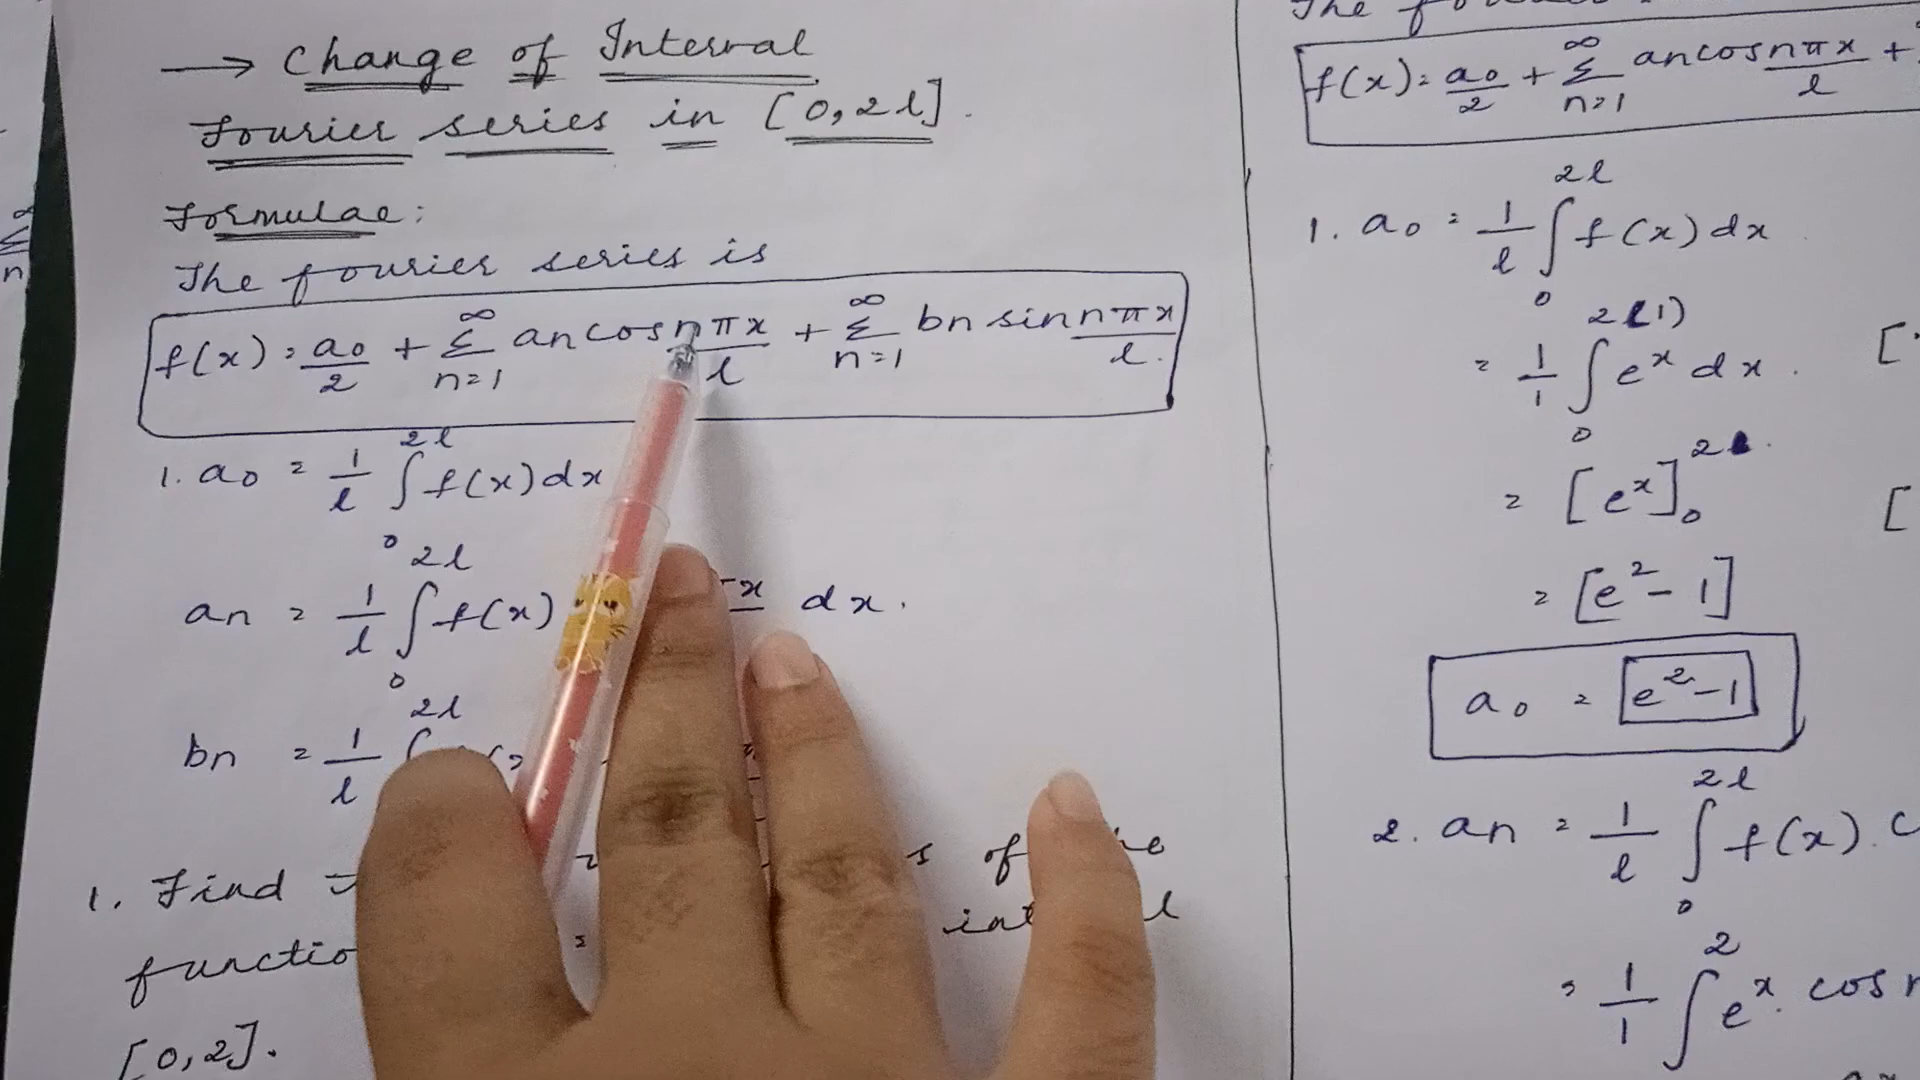 → Change of Interval
Fourier series in [0, 2l].
Formulae:
The fourier series is
f(x) = a0/2 + ∑ n=1 ∞ an cos nπx/l + ∑ n=1 ∞ bn sin nπx/l.
1. a0 = 1/l ∫ 0 2l f(x) dx
an = 1/l ∫ 0 2l f(x) x dx.
bn = 1/l 2l
1. Find of
functio
[0,2].
The
f(x) = a0/2 + ∑ n=1 ∞ an cos nπx/l +
1. a0 = 1/l ∫ 0 2l f(x) dx
= 1/1 ∫ 0 2(1) e^x dx.
= [e^x] 0 2
= [e^2 - 1]
a0 = e^2 - 1
2. an = 1/l ∫ 0 2l f(x).
= 1/1 ∫ 2 e^x. cos